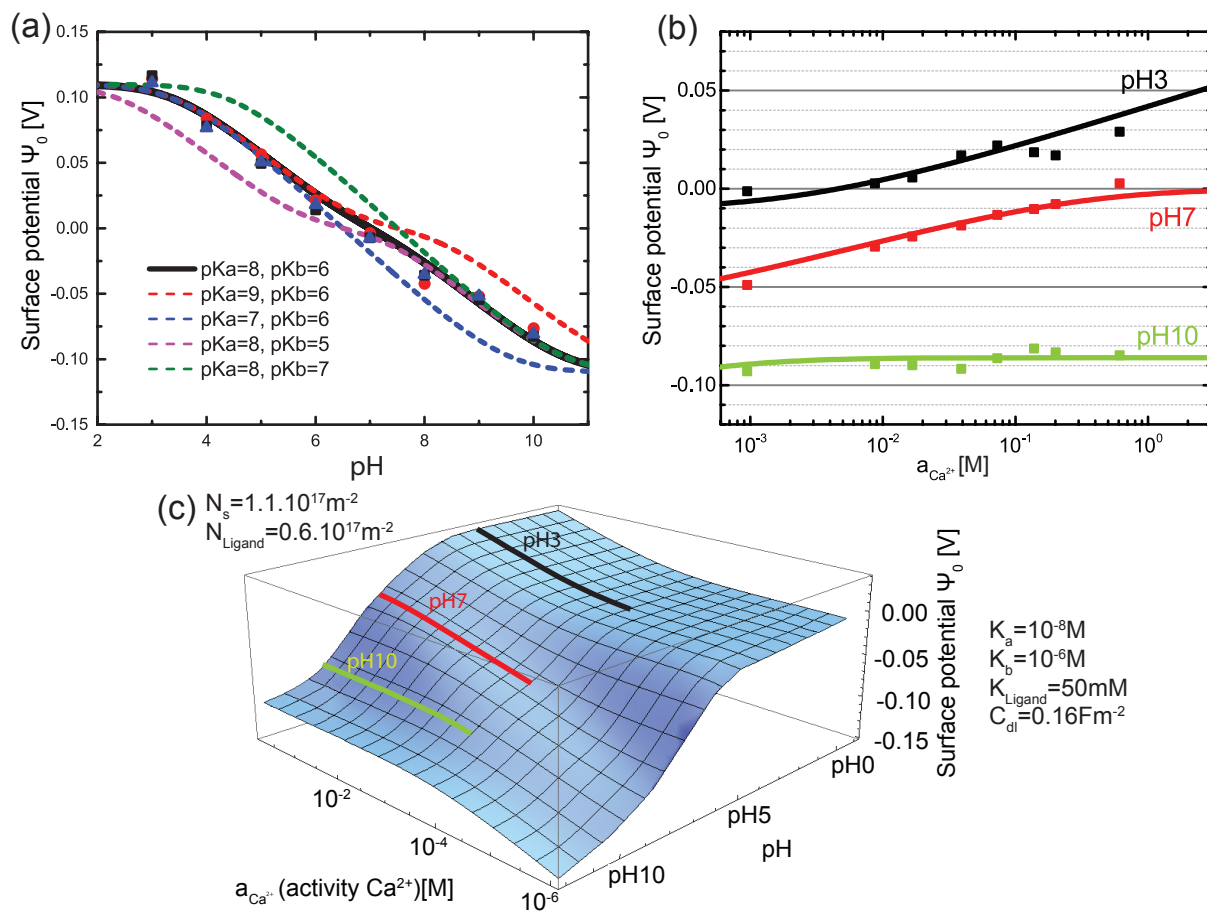 (a)
0.15
0.10
0.05
0.00
-0.05
-0.10
-0.15
Surface potential Ψ0 [V]
pKa=8, pKb=6
pKa=9, pKb=6
pKa=7, pKb=6
pKa=8, pKb=5
pKa=8, pKb=7
2 4 6 8 10
pH
(b)
Surface potential Ψ0 [V]
0.05
0.00
-0.05
-0.10
pH3
pH7
pH10
10-3 10-2 10-1 100
aCa2+[M]
(c)
Ns=1.1.1017m-2
NLigand=0.6.1017m-2
pH3
pH7
pH10
0.00
-0.05
-0.10
-0.15
Surface potential Ψ0 [V]
Ka=10-8M
Kb=10-6M
KLigand=50mM
Cdl=0.16Fm-2
pH0
pH5
pH10
pH
10-2
10-4
10-6
aCa2+ (activity Ca2+)[M]